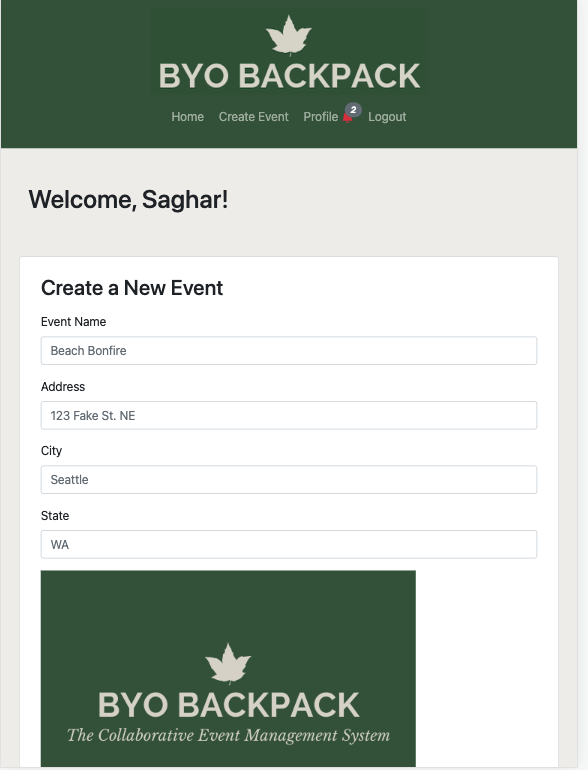 BYO BACKPACK
Home Create Event Profile 2 Logout
Welcome, Saghar!
Create a New Event
Event Name
Beach Bonfire
Address
123 Fake St. NE
City
Seattle
State
WA
BYO BACKPACK
The Collaborative Event Management System